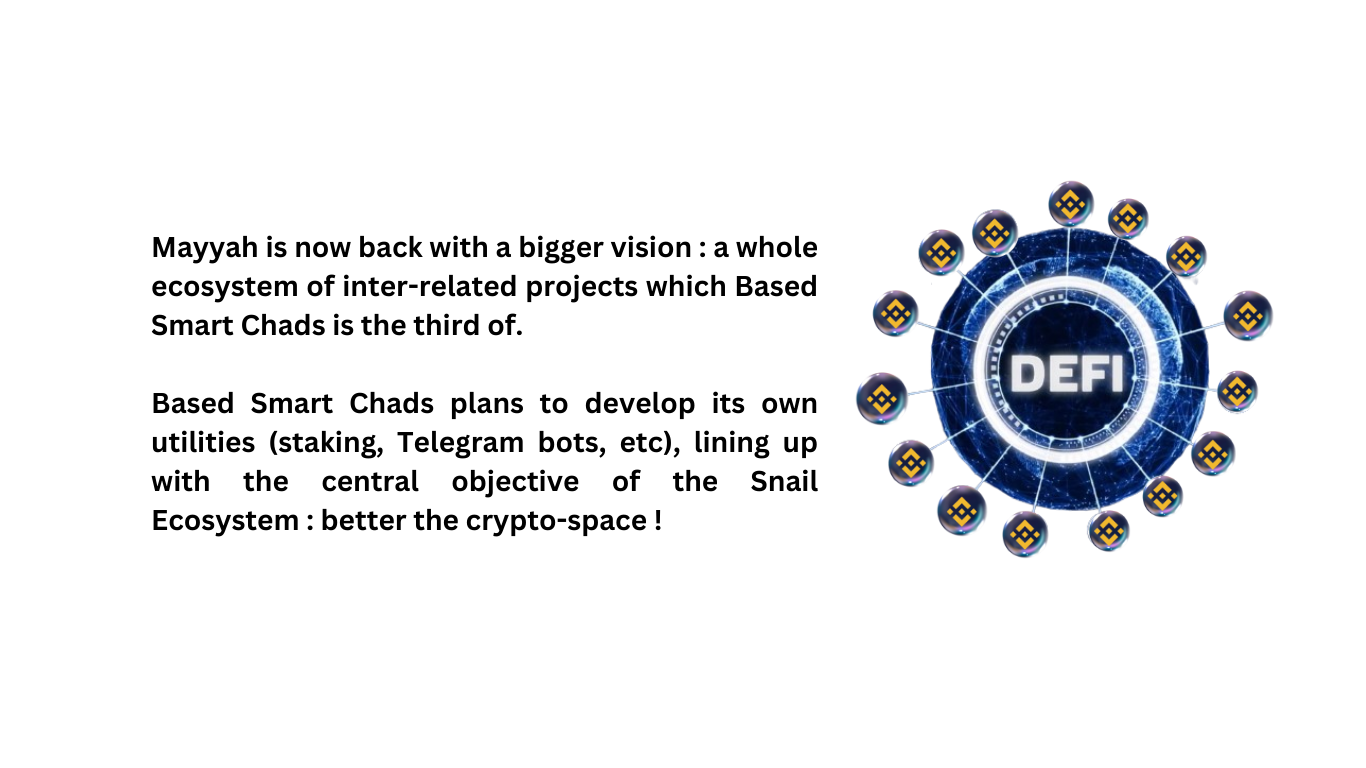 Mayyah is now back with a bigger vision : a whole
ecosystem of inter-related projects which Based
Smart Chads is the third of.
Based Smart Chads plans to develop its own
utilities (staking, Telegram bots, etc), lining up
with the central objective of the Snail
Ecosystem : better the crypto-space !
DEFI